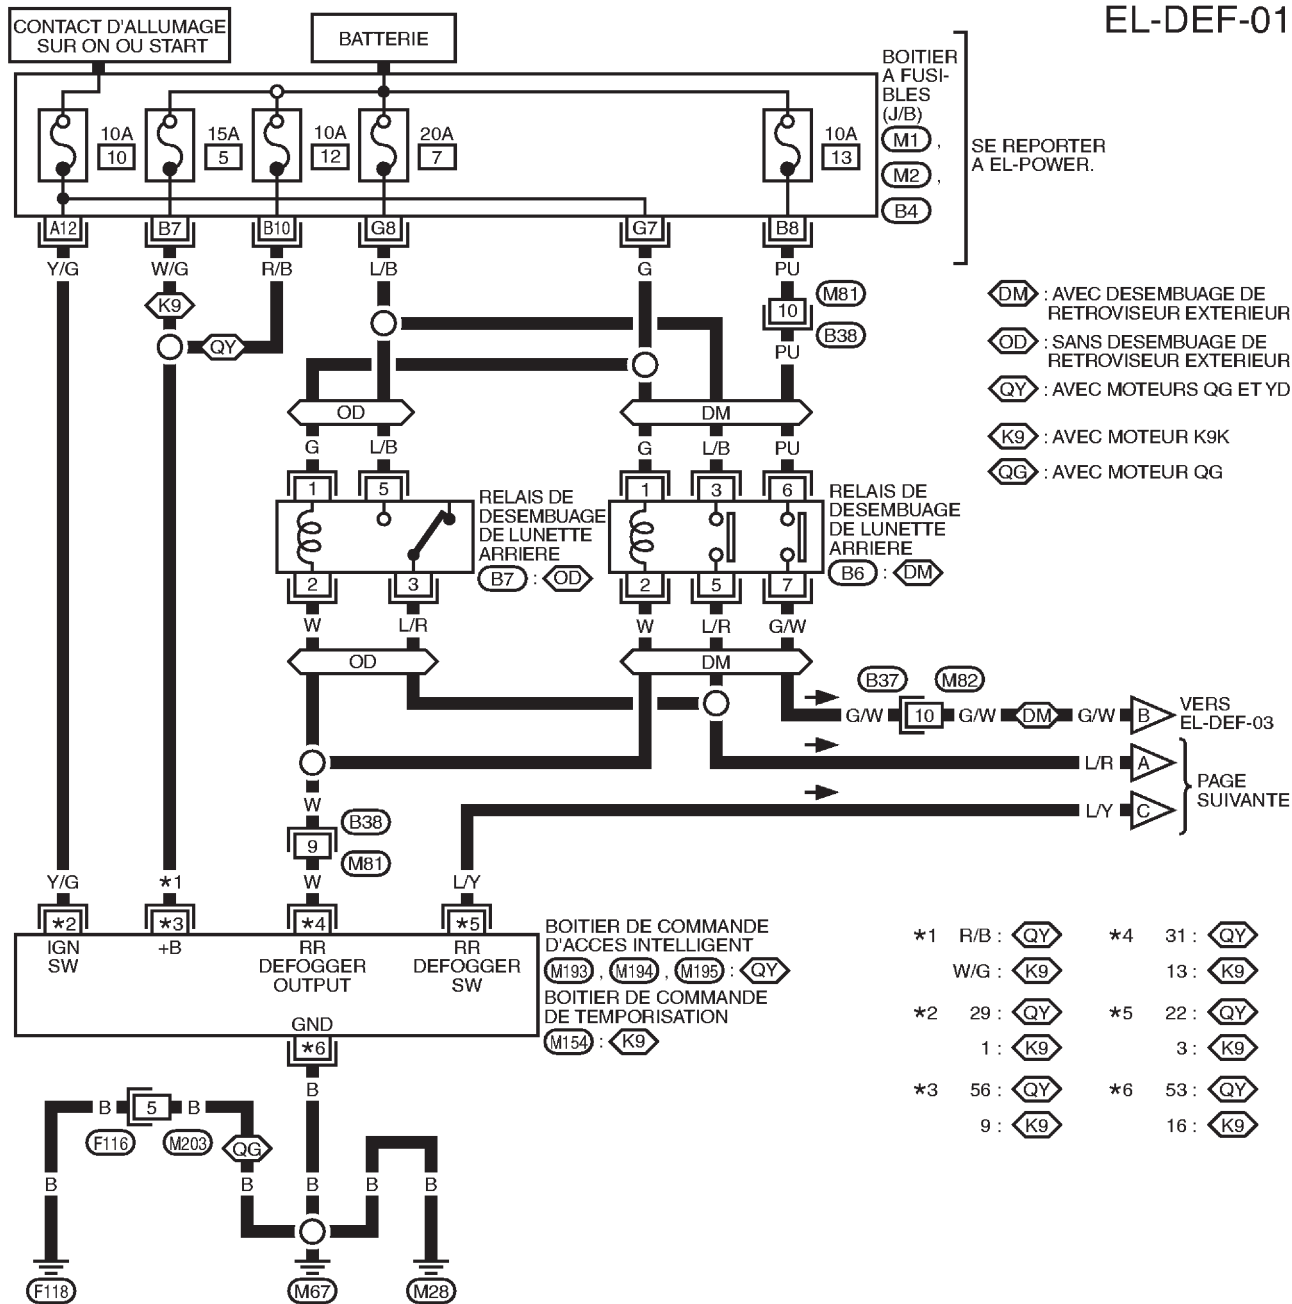 EL-DEF-01
CONTACT D'ALLUMAGE
SUR ON OU START
BATTERIE
BOITIER
A FUSI-
BLES
(J/B)
M1 ,
M2 ,
B4
SE REPORTER
A EL-POWER.
10A
10
15A
5
10A
12
20A
7
10A
13
A12
B7
B10
G8
G7
B8
Y/G
W/G
R/B
L/B
G
PU
K9
QY
M81
10
B38
PU
DM : AVEC DESEMBUAGE DE
RETROVISEUR EXTERIEUR
OD : SANS DESEMBUAGE DE
RETROVISEUR EXTERIEUR
QY : AVEC MOTEURS QG ET YD
K9 : AVEC MOTEUR K9K
QG : AVEC MOTEUR QG
OD
DM
G
L/B
G
L/B
PU
1
5
1
3
6
RELAIS DE
DESEMBUAGE
DE LUNETTE
ARRIERE
B7 : OD
RELAIS DE
DESEMBUAGE
DE LUNETTE
ARRIERE
B6 : DM
2
3
2
5
7
W
L/R
W
L/R
G/W
OD
DM
B37
M82
G/W
10
G/W
DM
G/W
B
VERS
EL-DEF-03
L/R
A
L/Y
C
PAGE
SUIVANTE
W
B38
9
M81
Y/G
*1
W
L/Y
*2
*3
*4
*5
IGN
SW
+B
RR
DEFOGGER
OUTPUT
RR
DEFOGGER
SW
GND
*6
BOITIER DE COMMANDE
D'ACCES INTELLIGENT
M193 , M194 , M195 : QY
BOITIER DE COMMANDE
DE TEMPORISATION
M154 : K9
*1 R/B : QY
W/G : K9
*2 29 : QY
1 : K9
*3 56 : QY
9 : K9
*4 31 : QY
13 : K9
*5 22 : QY
3 : K9
*6 53 : QY
16 : K9
B
B
5
B
F116
M203
QG
B
B
B
B
B
F118
M67
M28